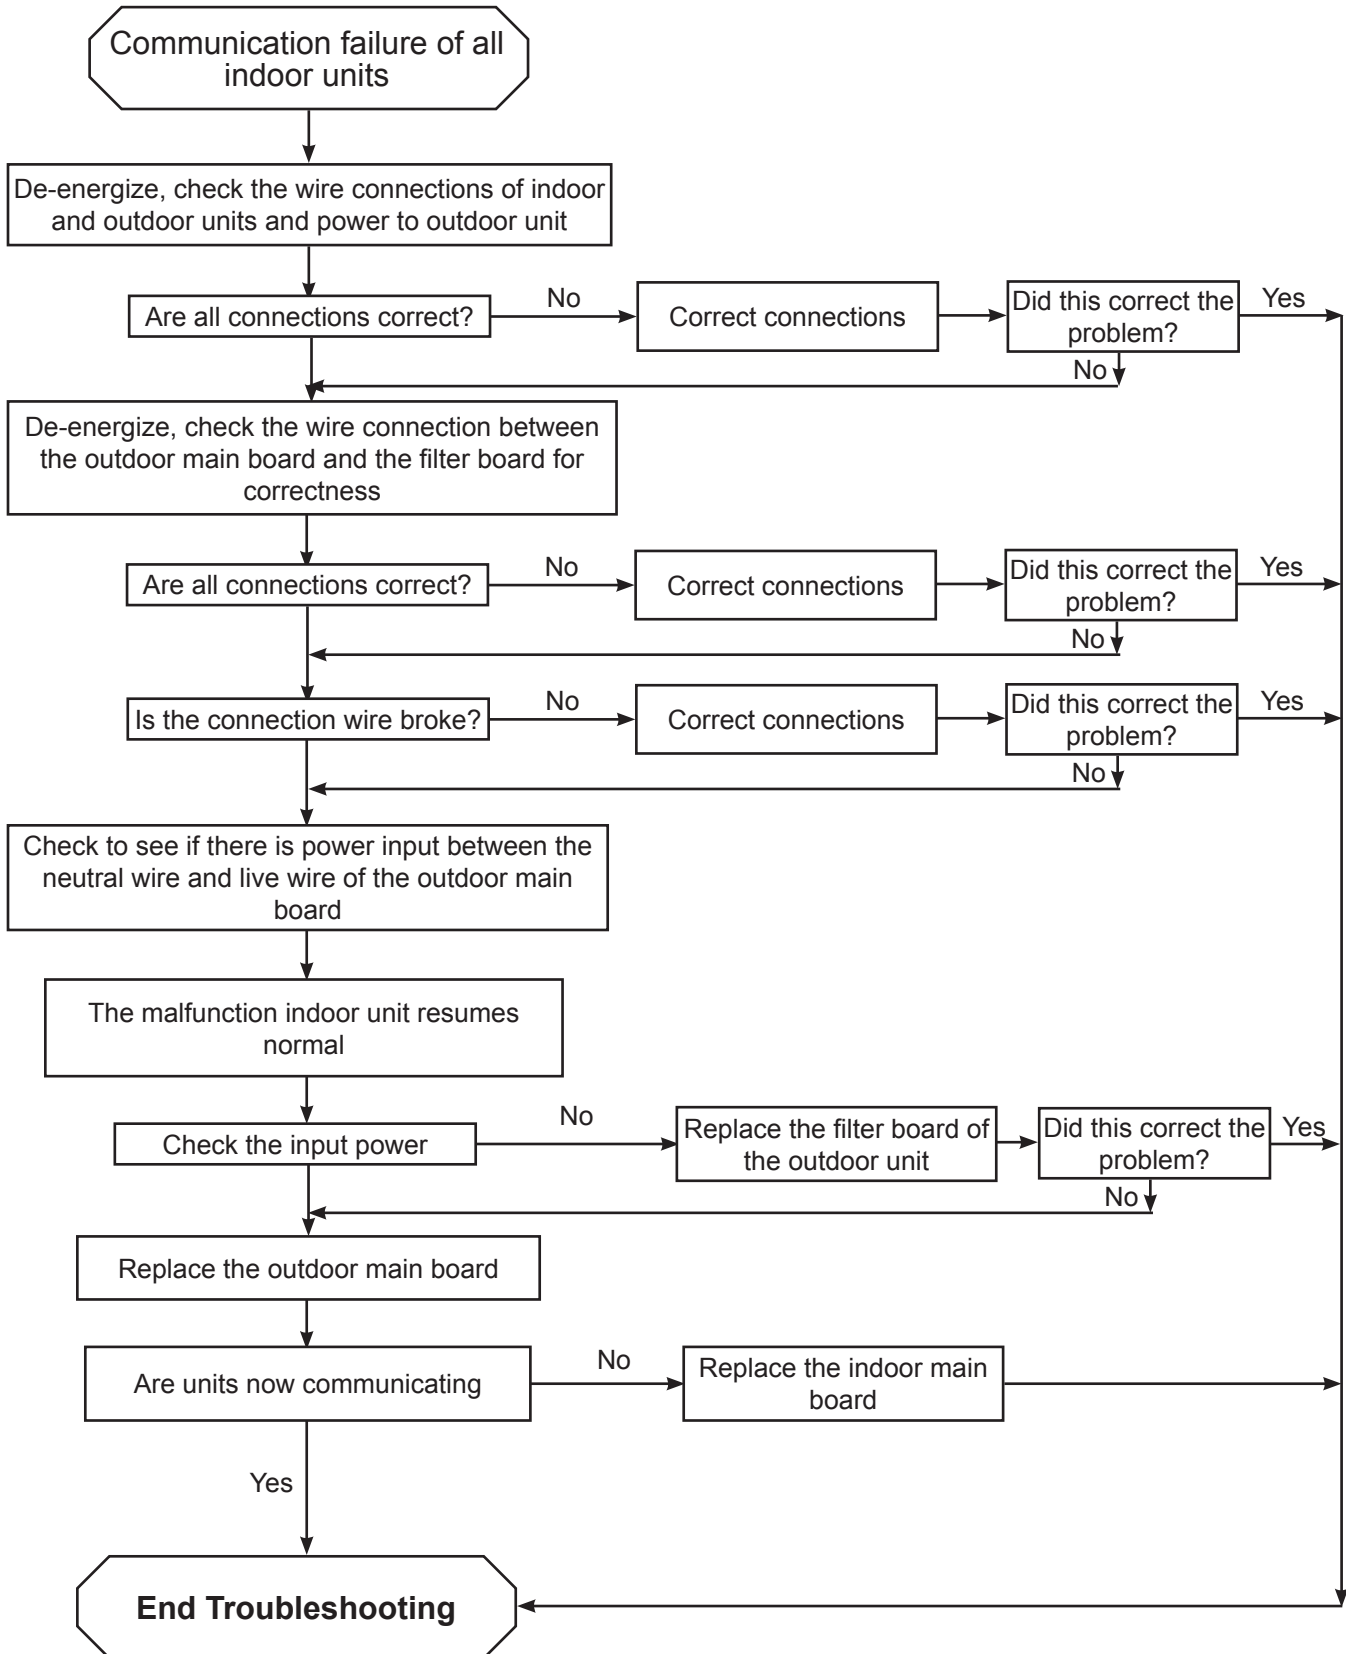 Communication failure of all
indoor units
De-energize, check the wire connections of indoor
and outdoor units and power to outdoor unit
Are all connections correct?
No
Correct connections
Did this correct the
problem?
Yes
No
De-energize, check the wire connection between
the outdoor main board and the filter board for
correctness
Are all connections correct?
No
Correct connections
Did this correct the
problem?
Yes
No
Is the connection wire broke?
No
Correct connections
Did this correct the
problem?
Yes
No
Check to see if there is power input between the
neutral wire and live wire of the outdoor main
board
The malfunction indoor unit resumes
normal
Check the input power
No
Replace the filter board of
the outdoor unit
Did this correct the
problem?
Yes
No
Replace the outdoor main board
Are units now communicating
No
Replace the indoor main
board
Yes
End Troubleshooting